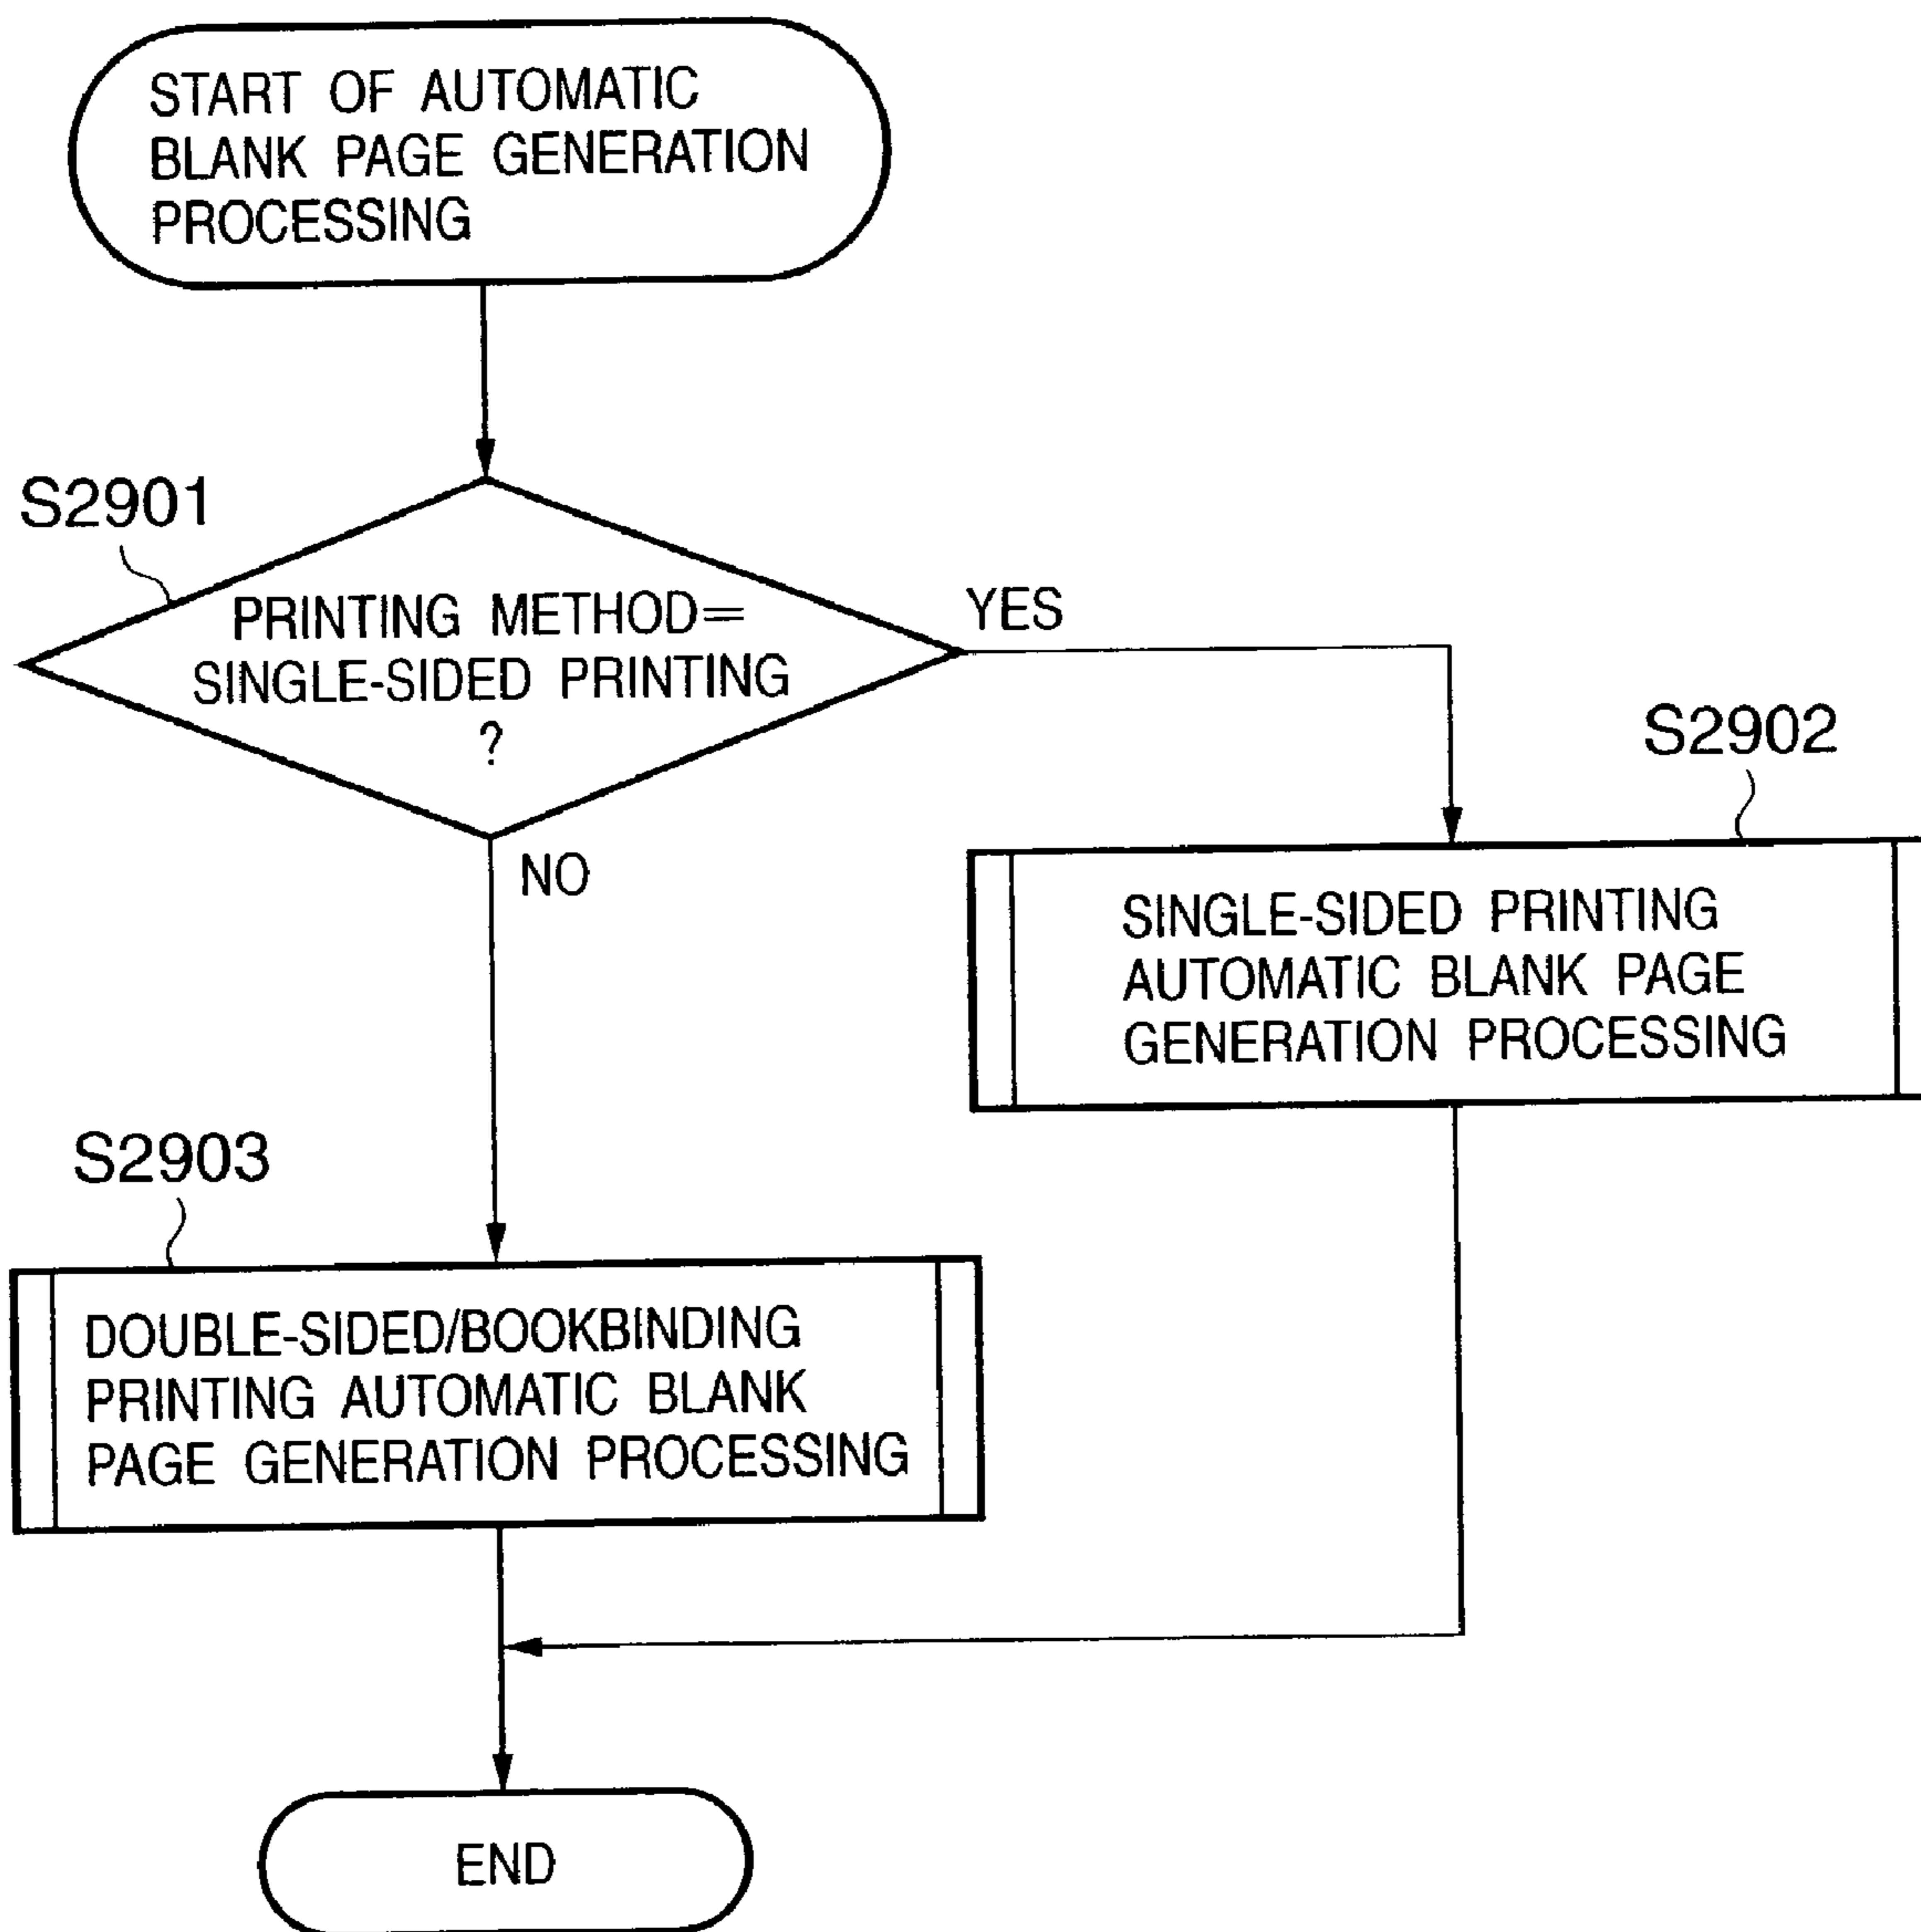 START OF AUTOMATIC
BLANK PAGE GENERATION
PROCESSING
S2901
PRINTING METHOD=
SINGLE-SIDED PRINTING
?
YES
NO
S2902
SINGLE-SIDED PRINTING
AUTOMATIC BLANK PAGE
GENERATION PROCESSING
S2903
DOUBLE-SIDED/BOOKBINDING
PRINTING AUTOMATIC BLANK
PAGE GENERATION PROCESSING
END